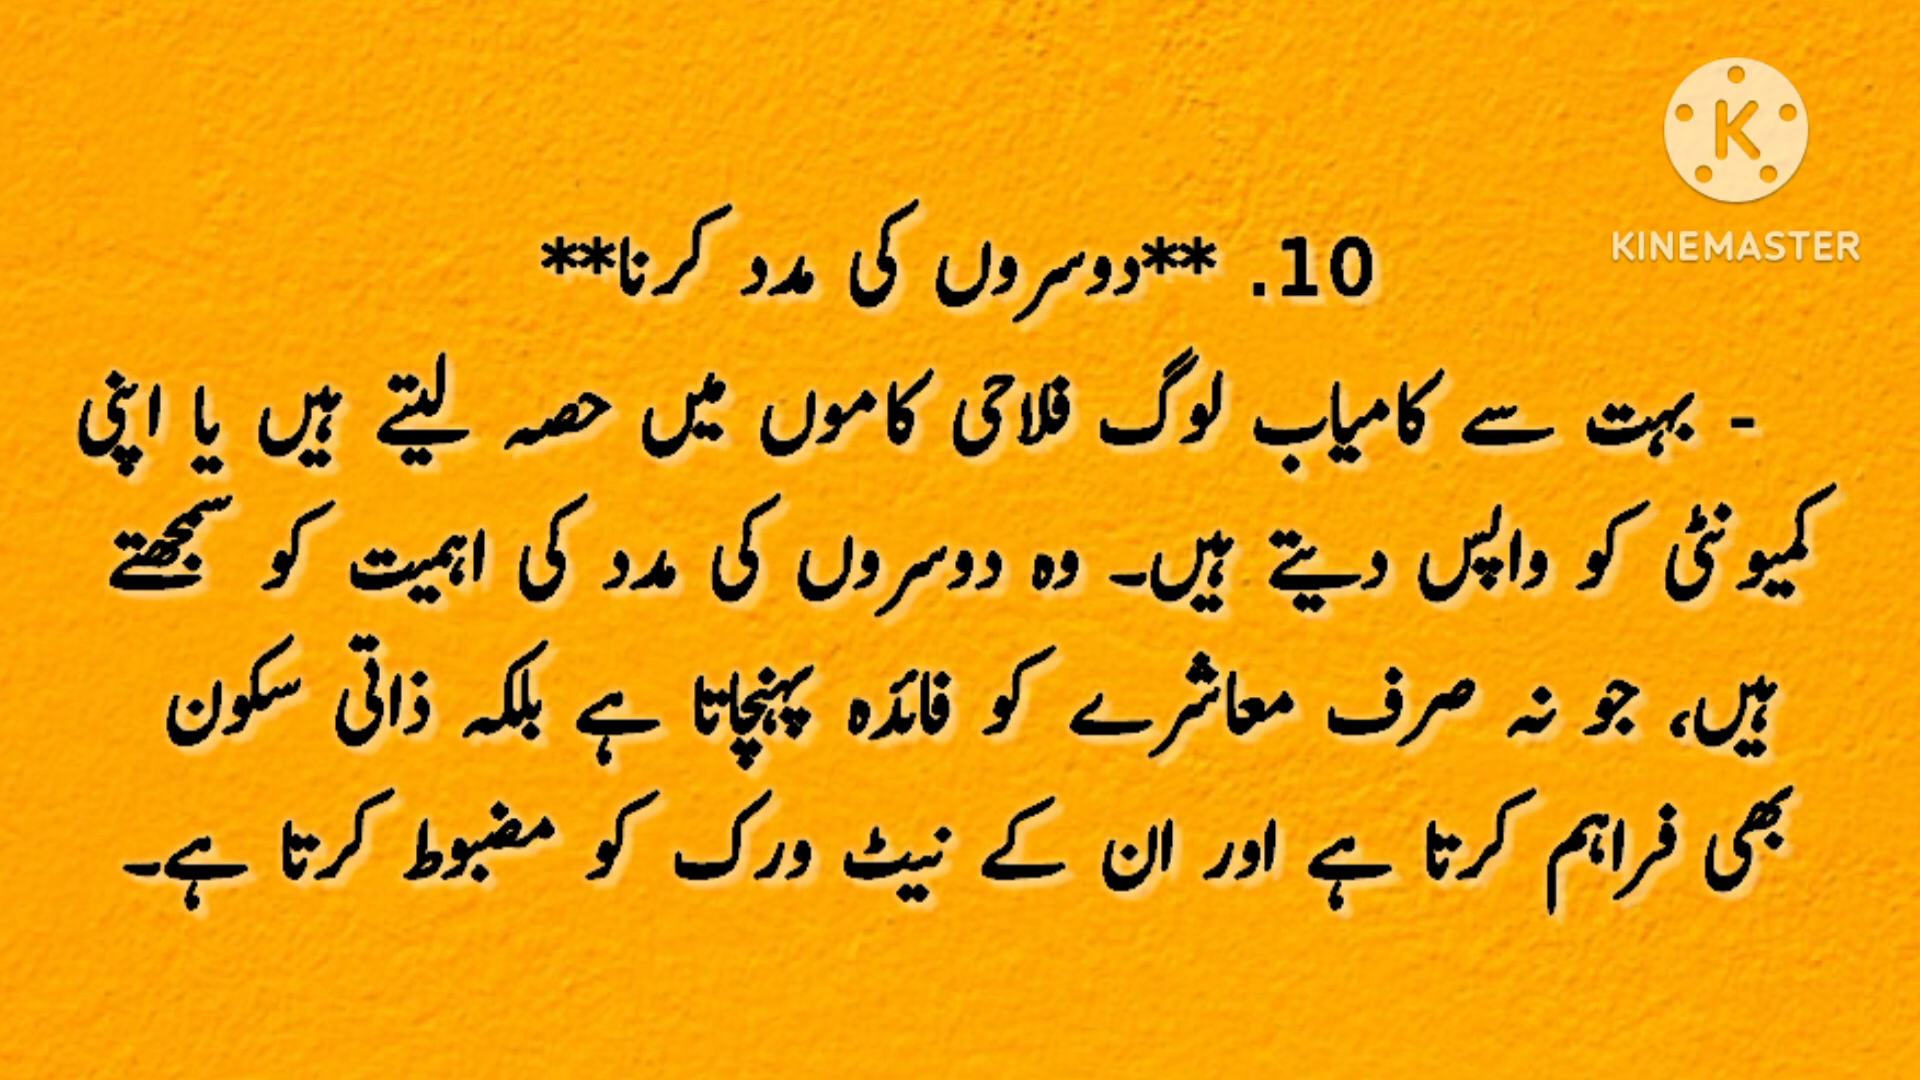 KINEMASTER
10. **دوسروں کی مدد کرنا**
- بہت سے کامیاب لوگ فلاحی کاموں میں حصہ لیتے ہیں یا اپنی
کمیونٹی کو واپس دیتے ہیں۔ وہ دوسروں کی مدد کی اہمیت کو سمجھتے
ہیں، جو نہ صرف معاشرے کو فائدہ پہنچاتا ہے بلکہ ذاتی سکون
بھی فراہم کرتا ہے اور ان کے نیٹ ورک کو مضبوط کرتا ہے۔